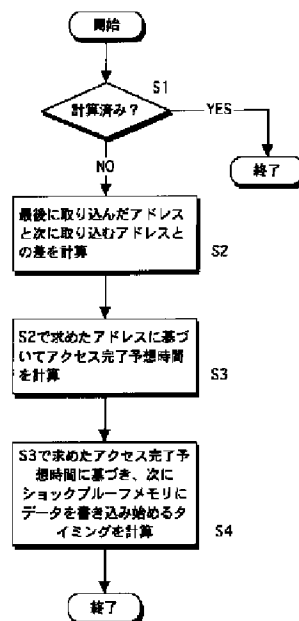 開始
S1
計算済み？
YES
NO
終了
最後に取り込んだアドレス
と次に取り込むアドレスと
の差を計算
S2
S2で求めたアドレスに基づ
いてアクセス完了予想時間
を計算
S3
S3で求めたアクセス完了予
想時間に基づき、次に
ショックプルーフメモリに
データを書き込み始めるタ
イミングを計算
S4
終了